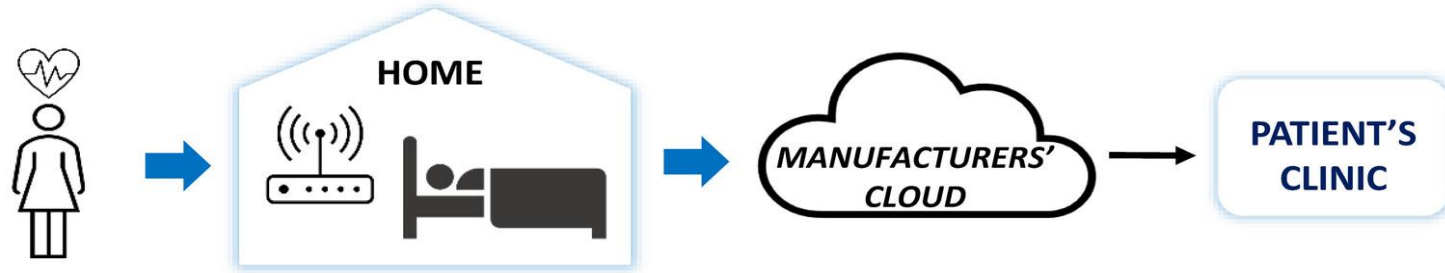 HOME
MANUFACTURERS'
CLOUD
PATIENT'S
CLINIC